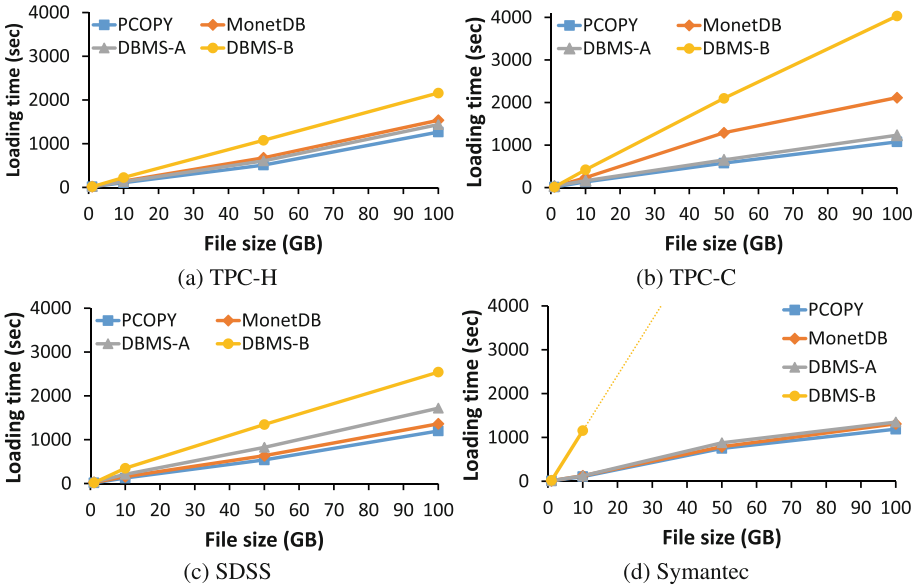 4000
3000
2000
1000
0
Loading time (sec)
PCOPY
MonetDB
DBMS-A
DBMS-B
0 10 20 30 40 50 60 70 80 90 100
File size (GB)
(a) TPC-H
4000
3000
2000
1000
0
Loading time (sec)
PCOPY
MonetDB
DBMS-A
DBMS-B
0 10 20 30 40 50 60 70 80 90 100
File size (GB)
(b) TPC-C
4000
3000
2000
1000
0
Loading time (sec)
PCOPY
MonetDB
DBMS-A
DBMS-B
0 10 20 30 40 50 60 70 80 90 100
File size (GB)
(c) SDSS
4000
3000
2000
1000
0
Loading time (sec)
PCOPY
MonetDB
DBMS-A
DBMS-B
0 10 20 30 40 50 60 70 80 90 100
File size (GB)
(d) Symantec